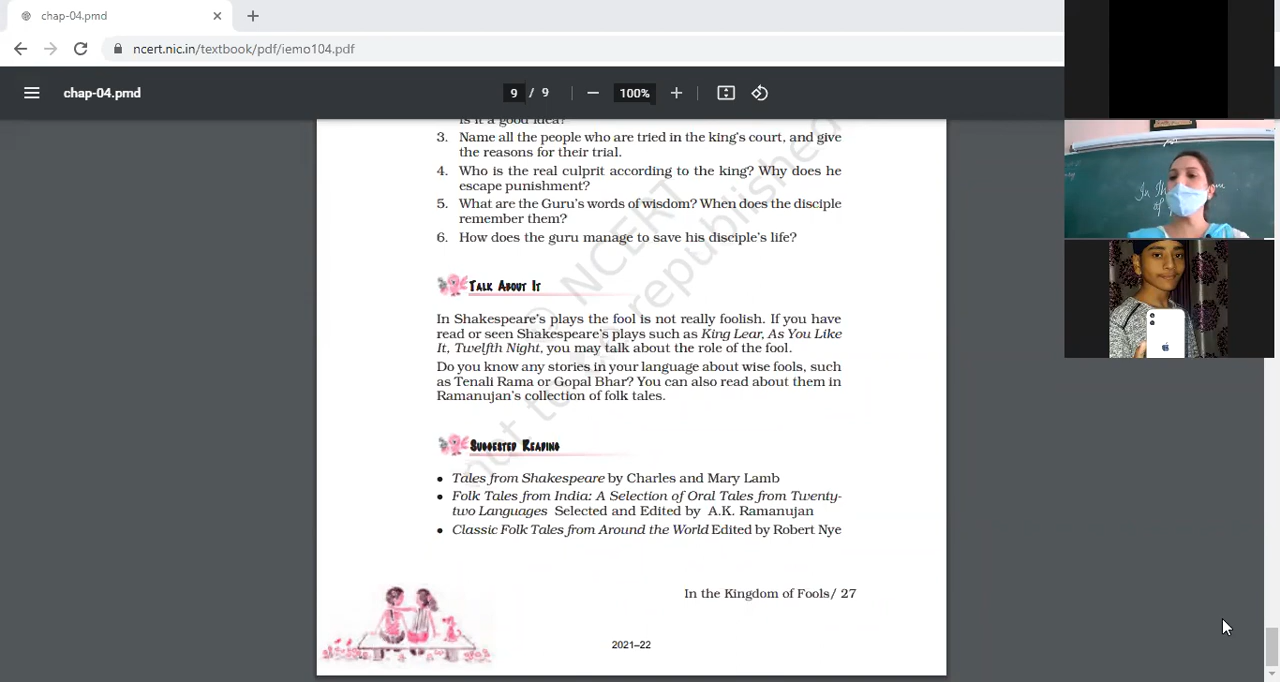 chap-04.pmd
ncert.nic.in/textbook/pdf/iemo104.pdf
chap-04.pmd
9 / 9
100%
is it a good idea?
3. Name all the people who are tried in the king's court, and give
the reasons for their trial.
4. Who is the real culprit according to the king? Why does he
escape punishment?
5. What are the Guru's words of wisdom? When does the disciple
remember them?
6. How does the guru manage to save his disciple's life?
TALK ABOUT IT
In Shakespeare's plays the fool is not really foolish. If you have
read or seen Shakespeare's plays such as King Lear, As You Like
It, Twelfth Night, you may talk about the role of the fool.
Do you know any stories in your language about wise fools, such
as Tenali Rama or Gopal Bhar? You can also read about them in
Ramanujan's collection of folk tales.
SUGGESTED READING
• Tales from Shakespeare by Charles and Mary Lamb
• Folk Tales from India: A Selection of Oral Tales from Twenty-
two Languages Selected and Edited by A.K. Ramanujan
• Classic Folk Tales from Around the World Edited by Robert Nye
In the Kingdom of Fools/ 27
2021–22
© NCERT
not to be republished
In The
of